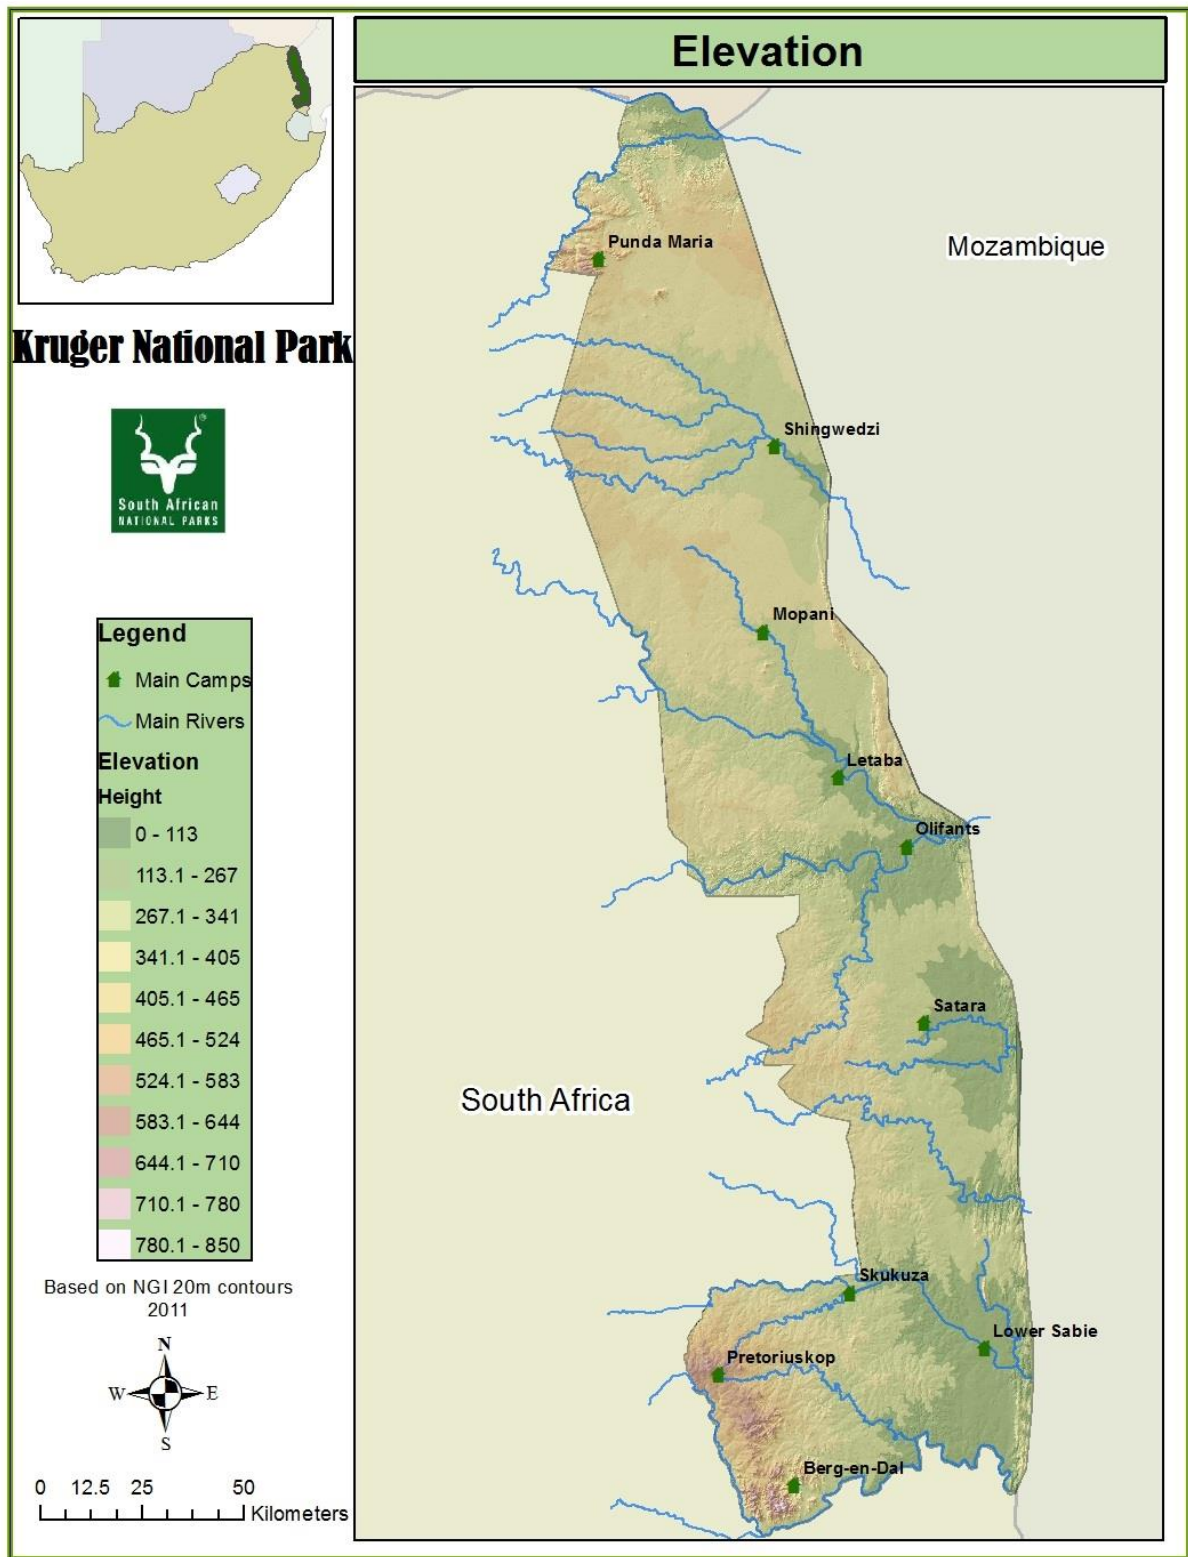 Elevation
Kruger National Park
South African
NATIONAL PARKS
®
Legend
Main Camps
Main Rivers
Elevation
Height
0 - 113
113.1 - 267
267.1 - 341
341.1 - 405
405.1 - 465
465.1 - 524
524.1 - 583
583.1 - 644
644.1 - 710
710.1 - 780
780.1 - 850
Based on NGI 20m contours
2011
N
W E
S
0 12.5 25 50
Kilometers
Punda Maria
Mozambique
Shingwedzi
Mopani
Letaba
Olifants
Satara
South Africa
Skukuza
Lower Sabie
Pretoriuskop
Berg-en-Dal